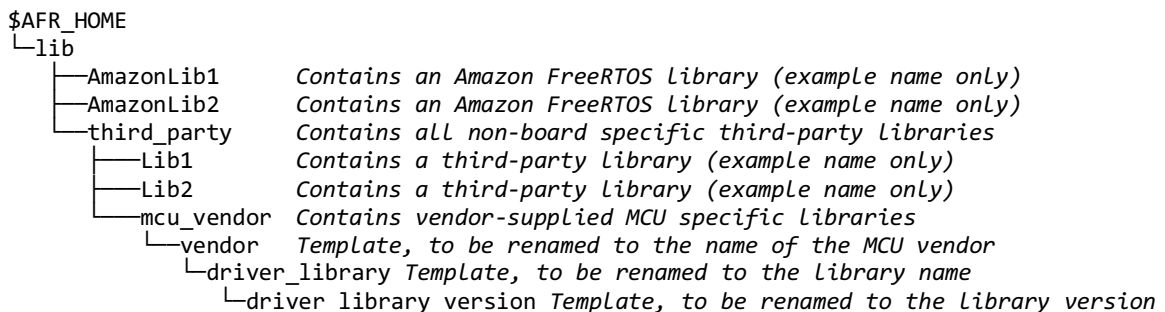 $AFR_HOME
└─lib
├──AmazonLib1 Contains an Amazon FreeRTOS library (example name only)
├──AmazonLib2 Contains an Amazon FreeRTOS library (example name only)
└──third_party Contains all non-board specific third-party libraries
├───Lib1 Contains a third-party library (example name only)
├───Lib2 Contains a third-party library (example name only)
└───mcu_vendor Contains vendor-supplied MCU specific libraries
└──vendor Template, to be renamed to the name of the MCU vendor
└─driver_library Template, to be renamed to the library name
└─driver library version Template, to be renamed to the library version